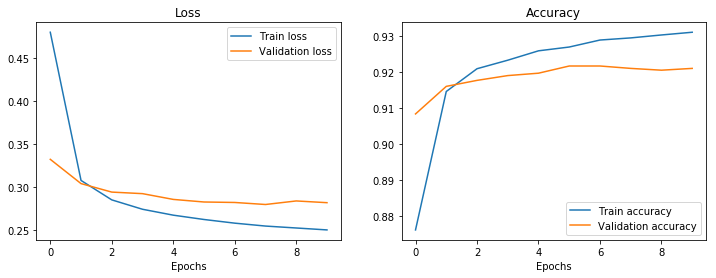 Loss
Train loss
Validation loss
0.45
0.40
0.35
0.30
0.25
0
2
4
6
8
Epochs
Accuracy
0.93
0.92
0.91
0.90
0.89
0.88
Train accuracy
Validation accuracy
0
2
4
6
8
Epochs